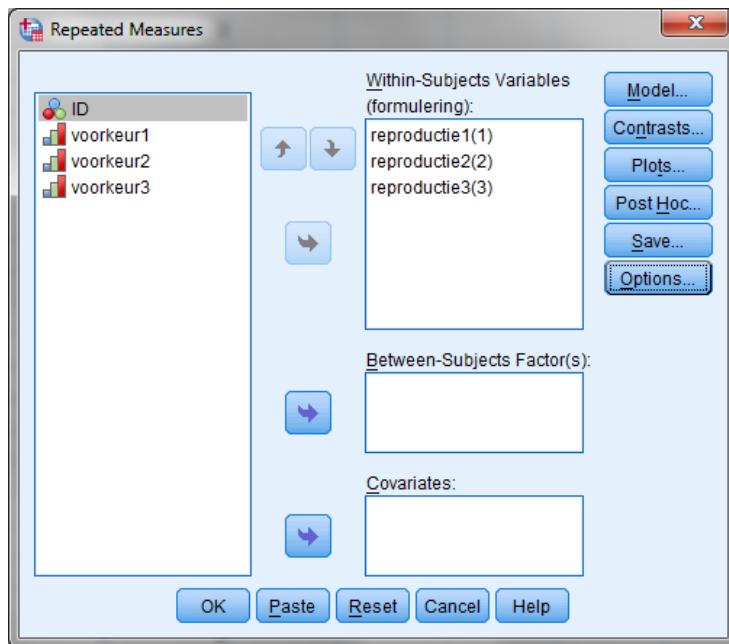 Repeated Measures
ID
voorkeur1
voorkeur2
voorkeur3
Within-Subjects Variables
(formulering):
reproductie1(1)
reproductie2(2)
reproductie3(3)
Between-Subjects Factor(s):
Covariates:
Model...
Contrasts...
Plots...
Post Hoc...
Save...
Options...
OK
Paste
Reset
Cancel
Help